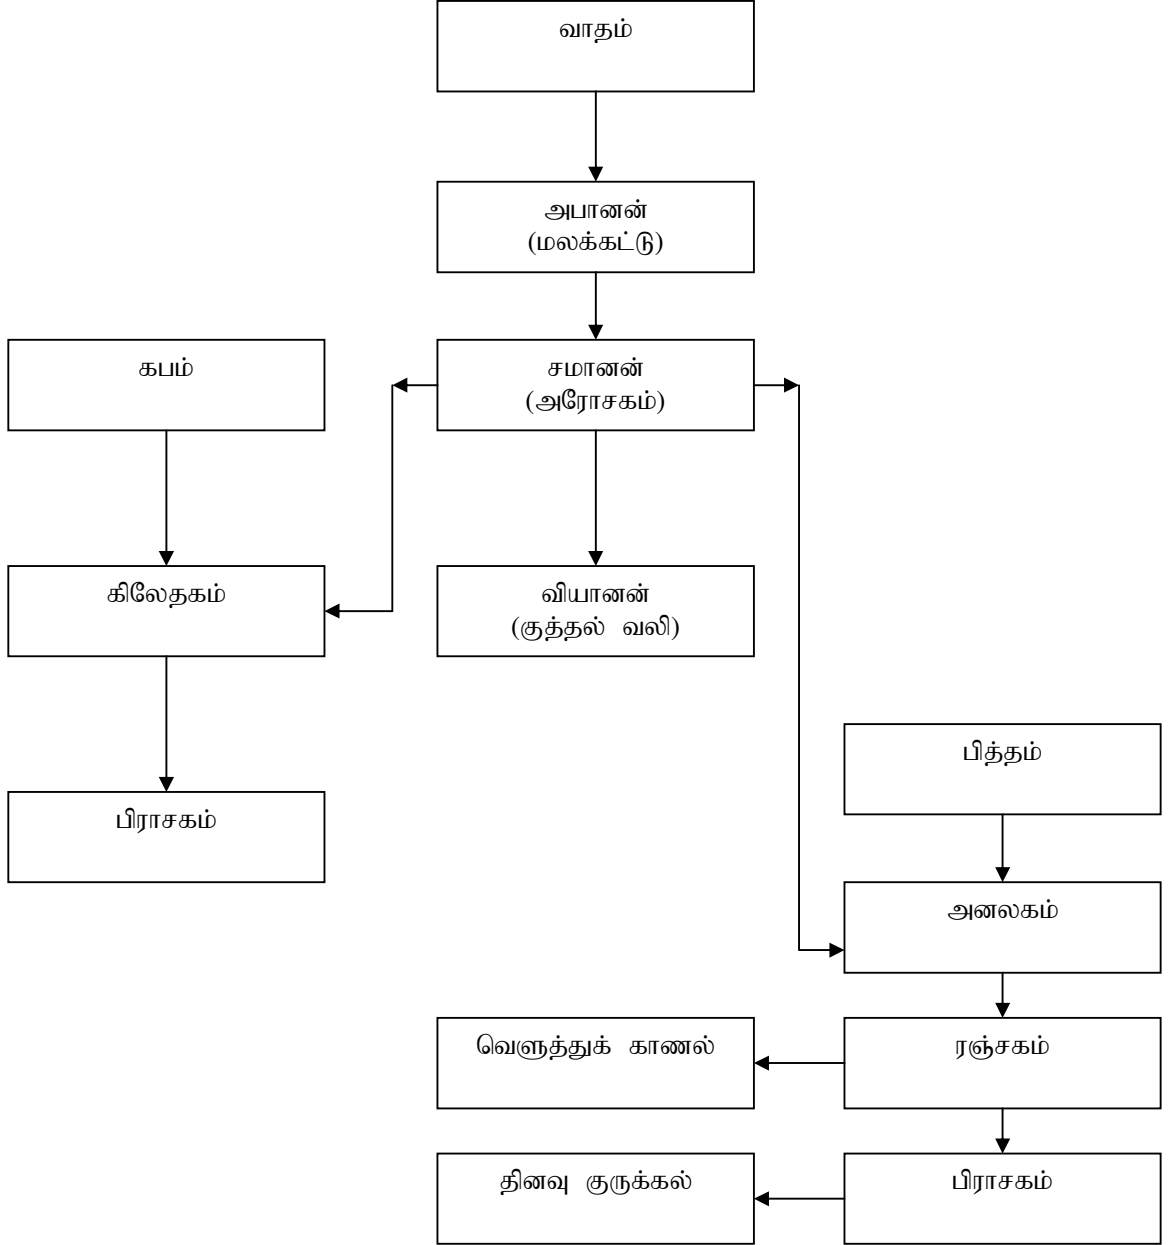 வாதம்
அபானன்
(மலக்கட்டு)
கபம்
சமானன்
(அரோசகம்)
கிலேதகம்
வியானன்
(குத்தல் வலி)
பித்தம்
பிராசகம்
அனலகம்
வெளுத்துக் காணல்
ரஞ்சகம்
தினவு குருக்கல்
பிராசகம்